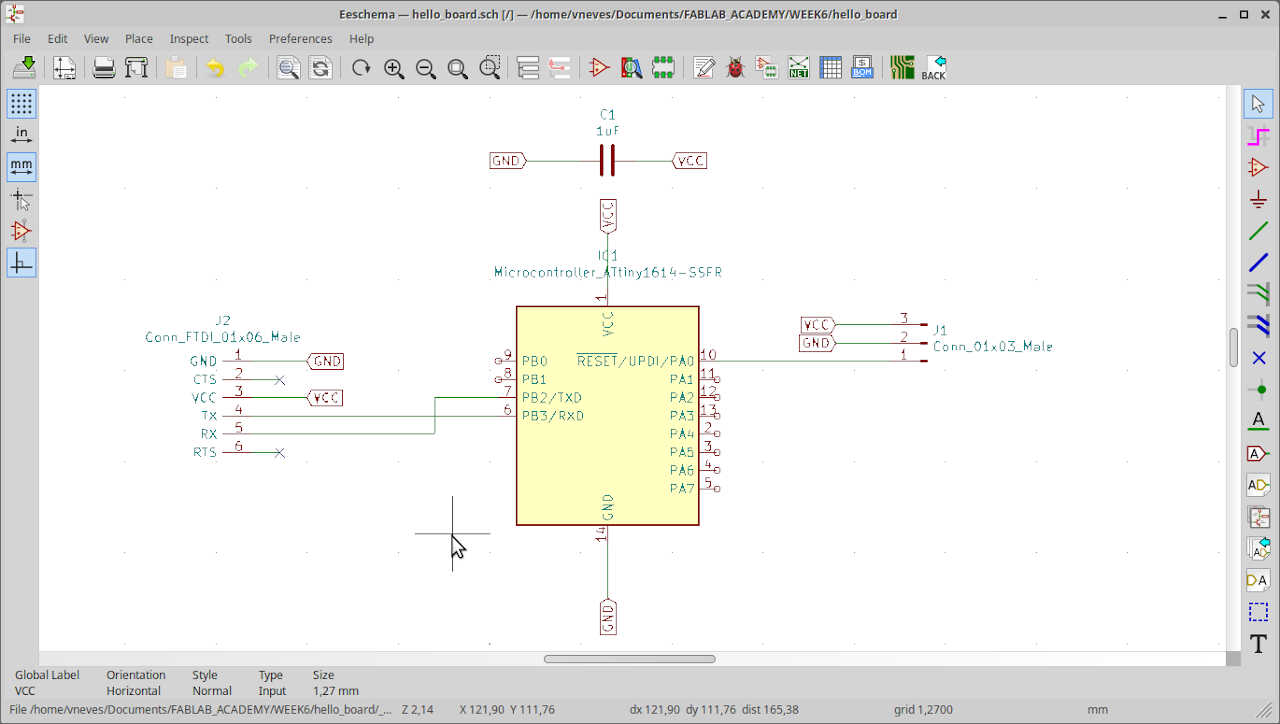 Eeschema — hello_board.sch [/] — /home/vneves/Documents/FABLAB_ACADEMY/WEEK6/hello_board
File Edit View Place Inspect Tools Preferences Help
NET
$
BOM
BACK
in
mm
C1
1uF
GND
VCC
VCC
IC1
Microcontroller_ATtiny1614-SSFR
1
VCC
J2
Conn_FTDI_01x06_Male
GND 1 GND
CTS 2
VCC 3 VCC
TX 4
RX 5
RTS 6
9 PB0
8 PB1
7 PB2/TXD
6 PB3/RXD
RESET/UPDI/PA0 10
PA1 11
PA2 12
PA3 13
PA4 2
PA5 3
PA6 4
PA7 5
GND
14
GND
VCC 3
GND 2
1
J1
Conn_01x03_Male
A
A
AD
A
DA
T
Global Label Orientation Style Type Size
VCC Horizontal Normal Input 1,27 mm
File /home/vneves/Documents/FABLAB_ACADEMY/WEEK6/hello_board/_... Z 2,14 X 121,90 Y 111,76 dx 121,90 dy 111,76 dist 165,38 grid 1,2700 mm